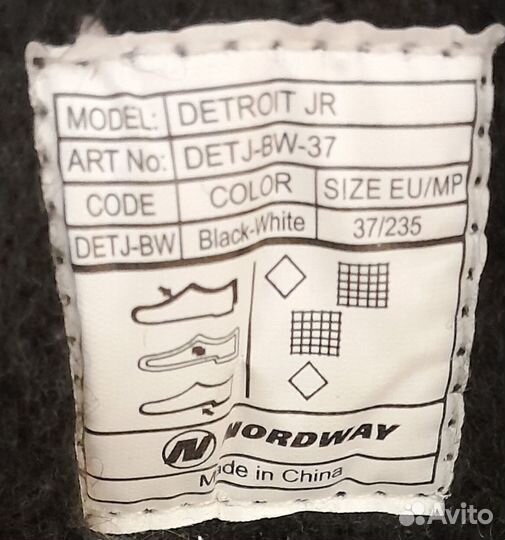 MODEL: DETROIT JR
ART No: DETJ-BW-37
CODE COLOR SIZE EU/MP
DETJ-BW Black-White 37/235
N NORDWAY
Made in China
Avito